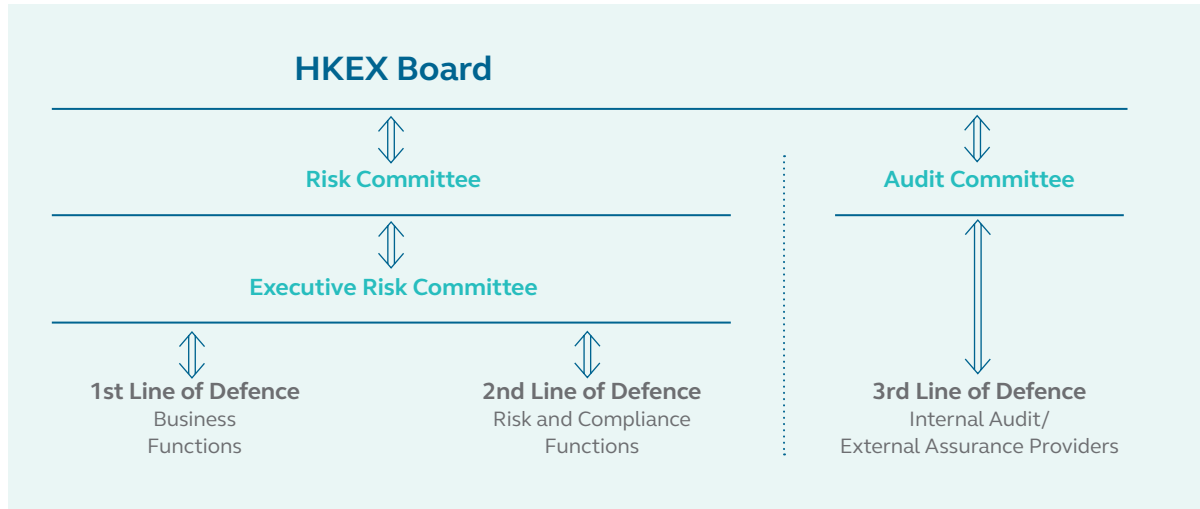 HKEX Board
Risk Committee
Audit Committee
Executive Risk Committee
1st Line of Defence
Business
Functions
2nd Line of Defence
Risk and Compliance
Functions
3rd Line of Defence
Internal Audit/
External Assurance Providers